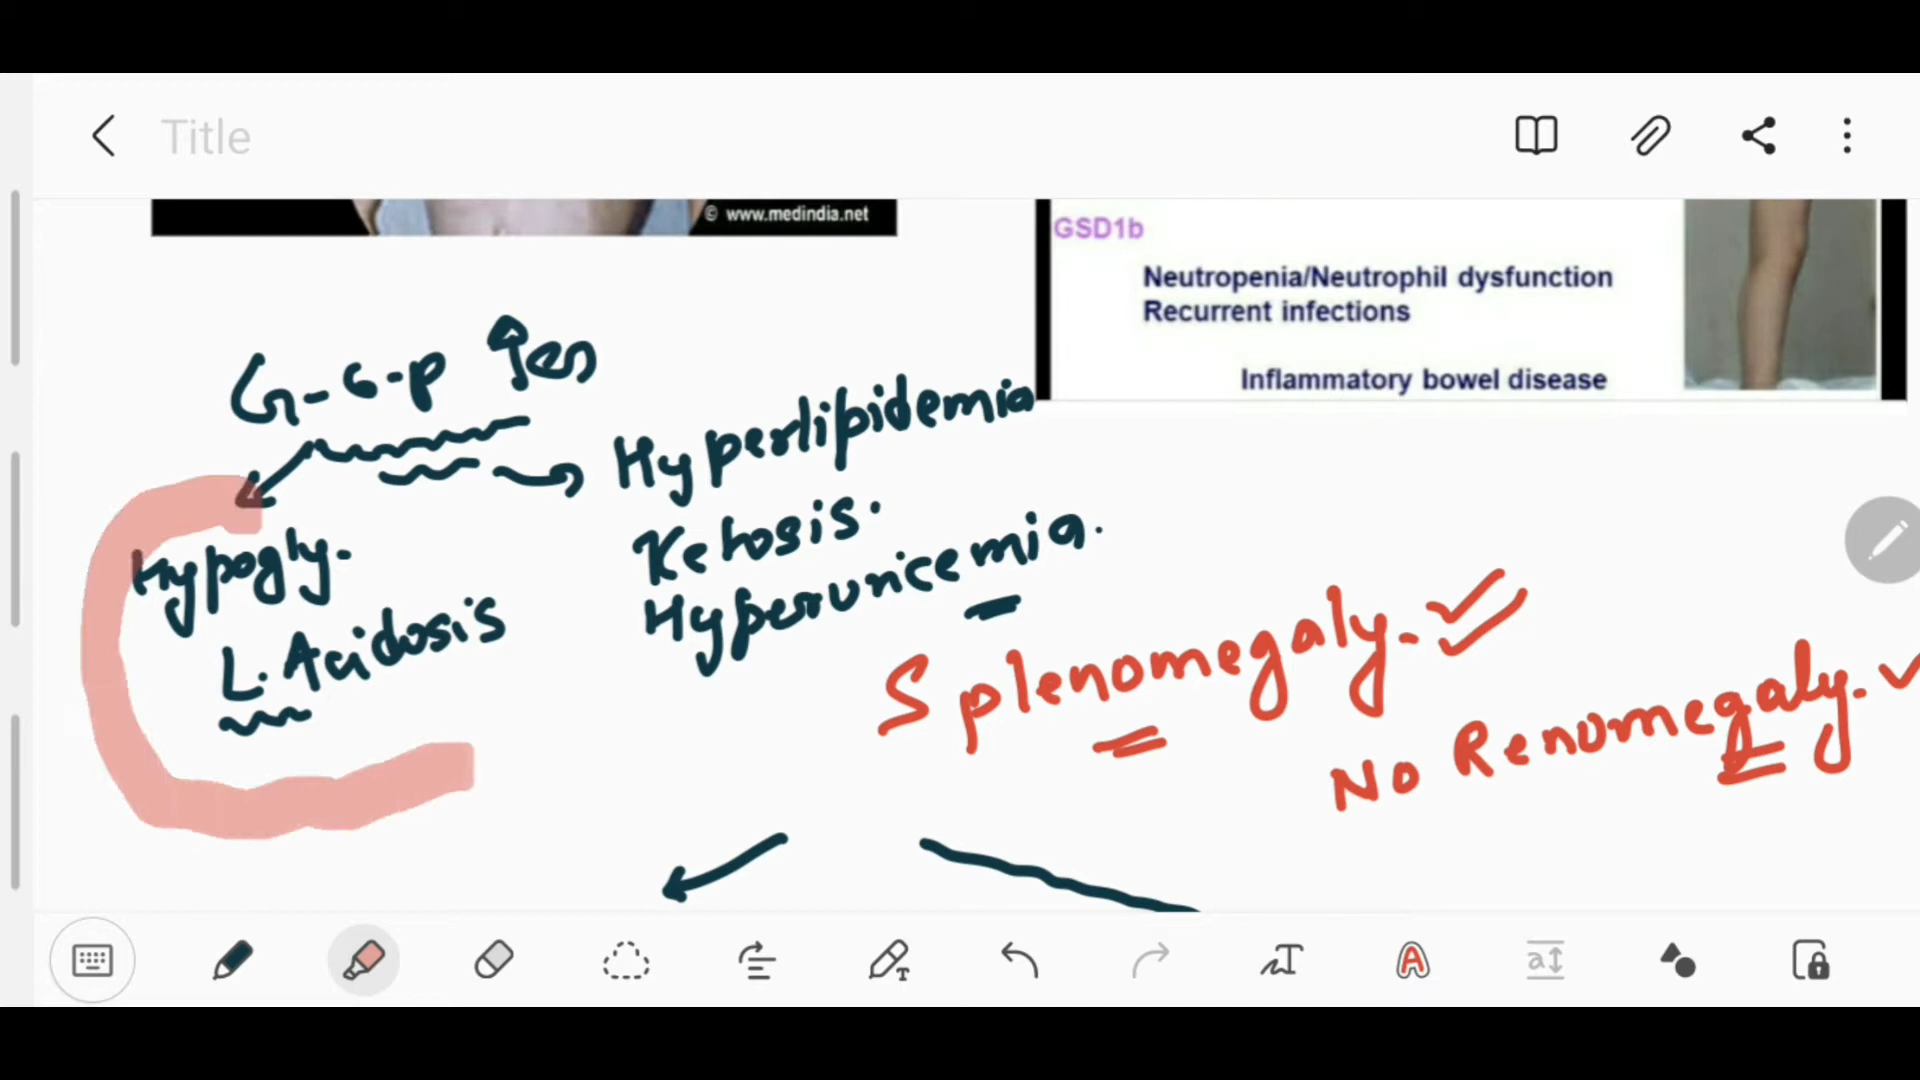 Title
© www.medindia.net
GSD1b
Neutropenia/Neutrophil dysfunction
Recurrent infections
Inflammatory bowel disease
G-6-P ↑es
Hyperlipidemia
Ketosis.
Hyperuricemia.
Hypogly.
L. Acidosis
Splenomegaly.
No Renomegaly.